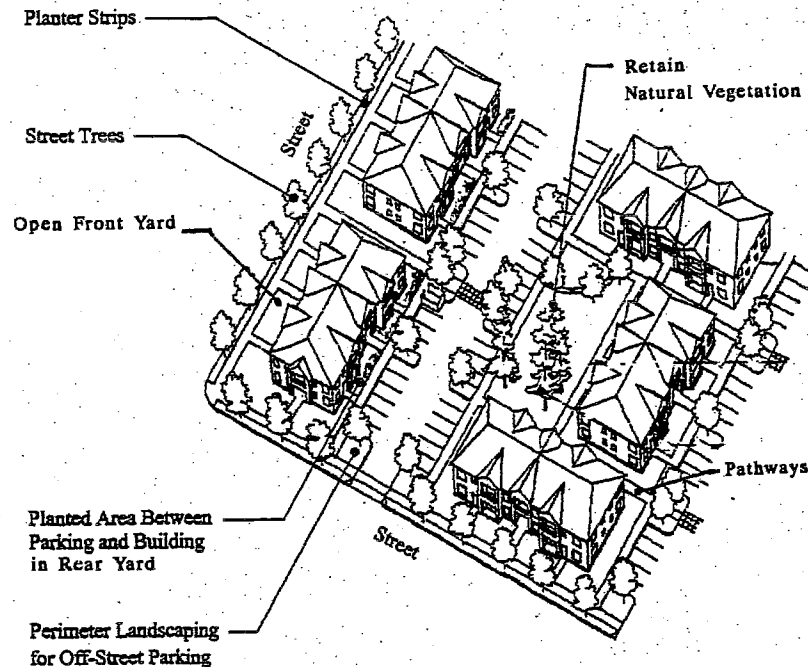 Planter Strips
Retain
Natural Vegetation
Street
Street Trees
Open Front Yard
Pathways
Planted Area Between
Parking and Building
in Rear Yard
Street
Perimeter Landscaping
for Off-Street Parking